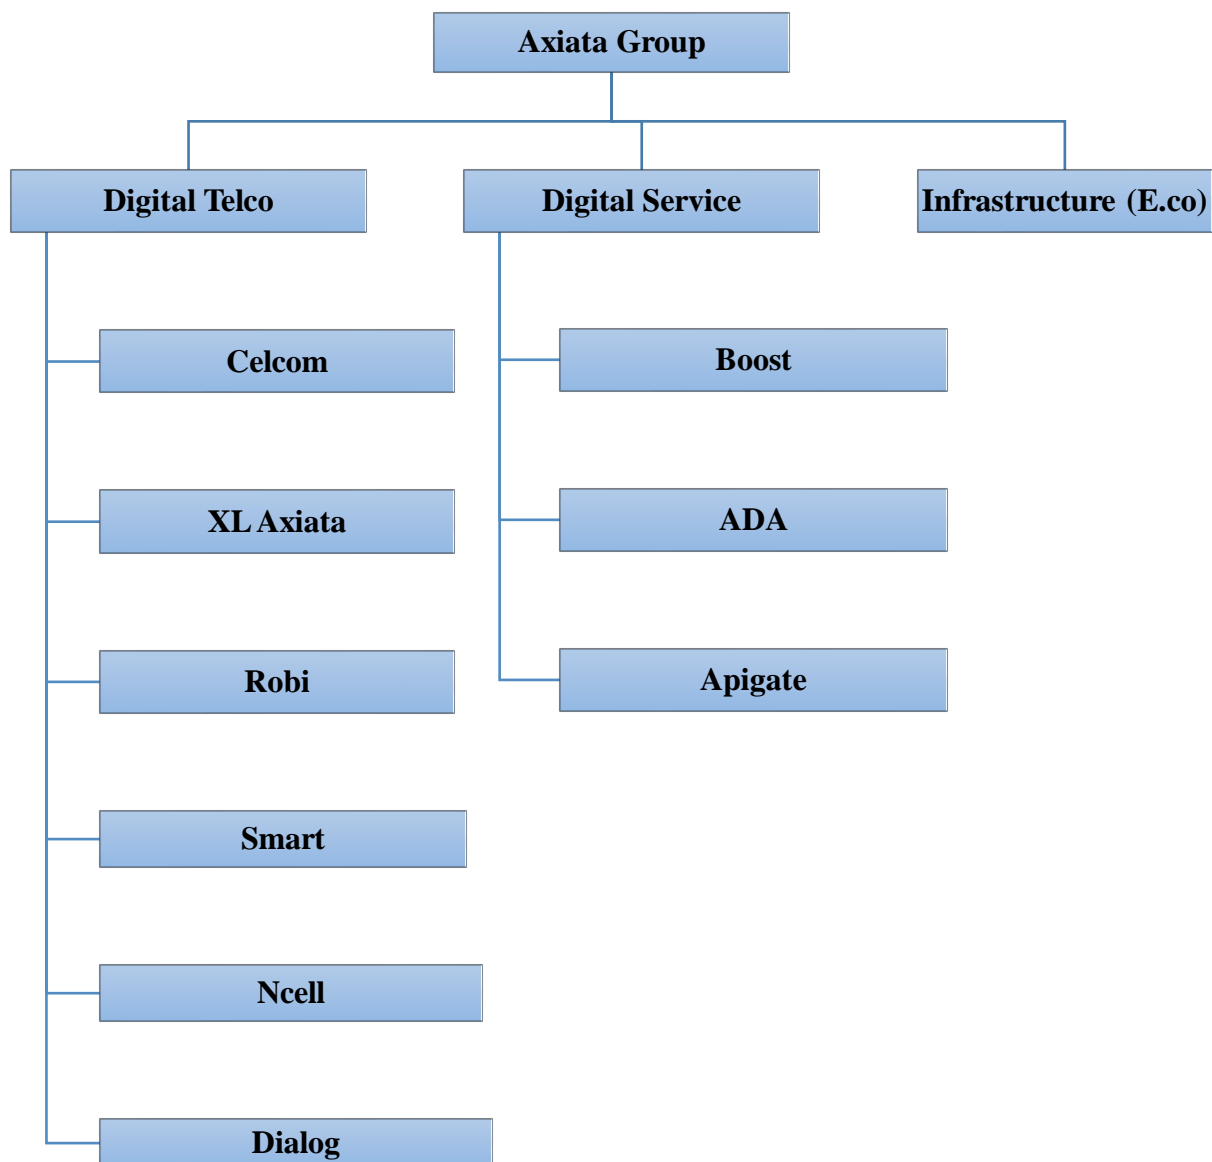 Axiata Group
Digital Telco
Digital Service
Infrastructure (E.co)
Celcom
Boost
XL Axiata
ADA
Robi
Apigate
Smart
Ncell
Dialog